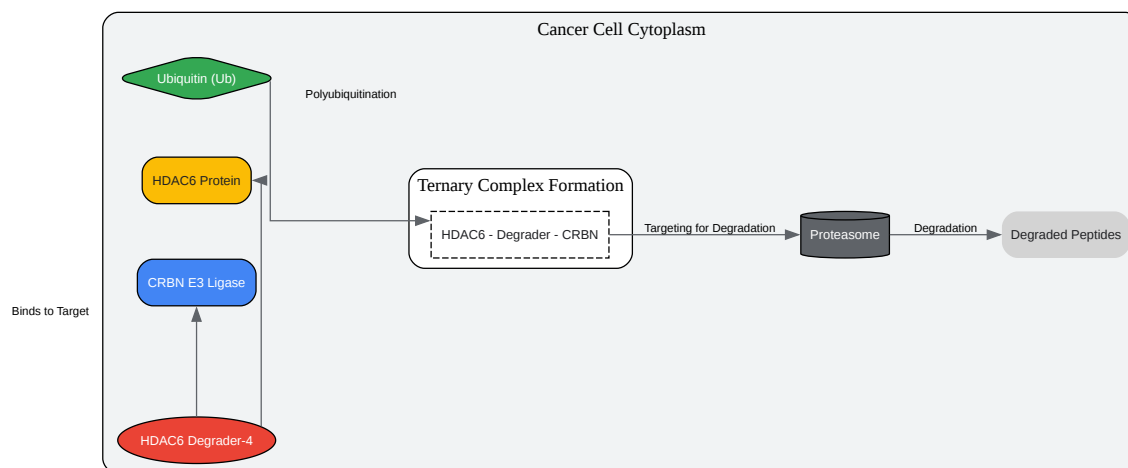 Cancer Cell Cytoplasm
Ubiquitin (Ub)
Polyubiquitination
HDAC6 Protein
Ternary Complex Formation
HDAC6 - Degrader - CRBN
Targeting for Degradation
Proteasome
Degradation
Degraded Peptides
CRBN E3 Ligase
Binds to Target
HDAC6 Degrader-4